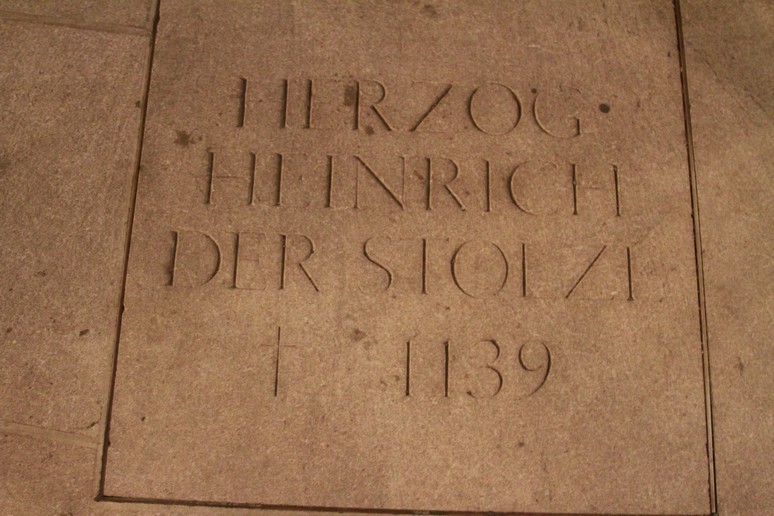 HERZOG
HEINRICH
DER STOLZE
† 1139